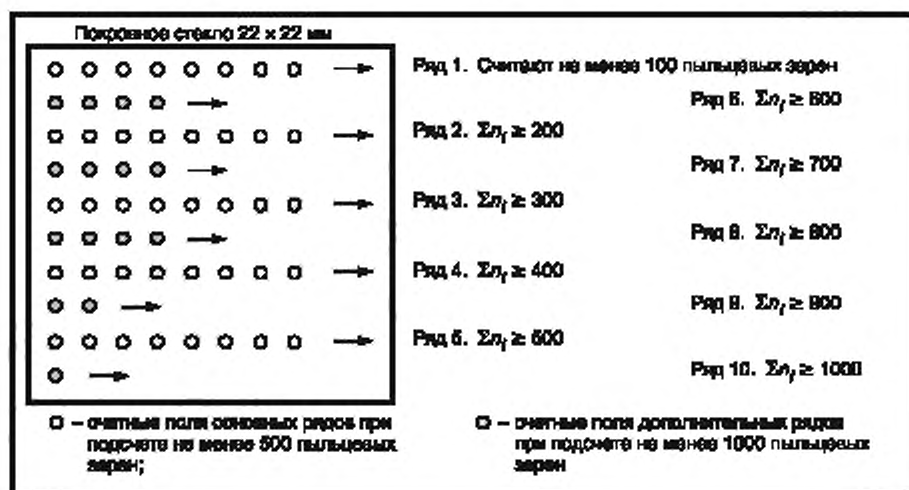 Покровное стекло 22 × 22 мм
Ряд 1. Считают не менее 100 пыльцевых зерен
Ряд 6. Σnᵢ ≥ 600
Ряд 2. Σnᵢ ≥ 200
Ряд 7. Σnᵢ ≥ 700
Ряд 3. Σnᵢ ≥ 300
Ряд 8. Σnᵢ ≥ 800
Ряд 4. Σnᵢ ≥ 400
Ряд 9. Σnᵢ ≥ 900
Ряд 5. Σnᵢ ≥ 500
Ряд 10. Σnᵢ ≥ 1000
– счетные поля основных рядов при
подсчете не менее 500 пыльцевых
зерен;
– счетные поля дополнительных рядов
при подсчете не менее 1000 пыльцевых
зерен